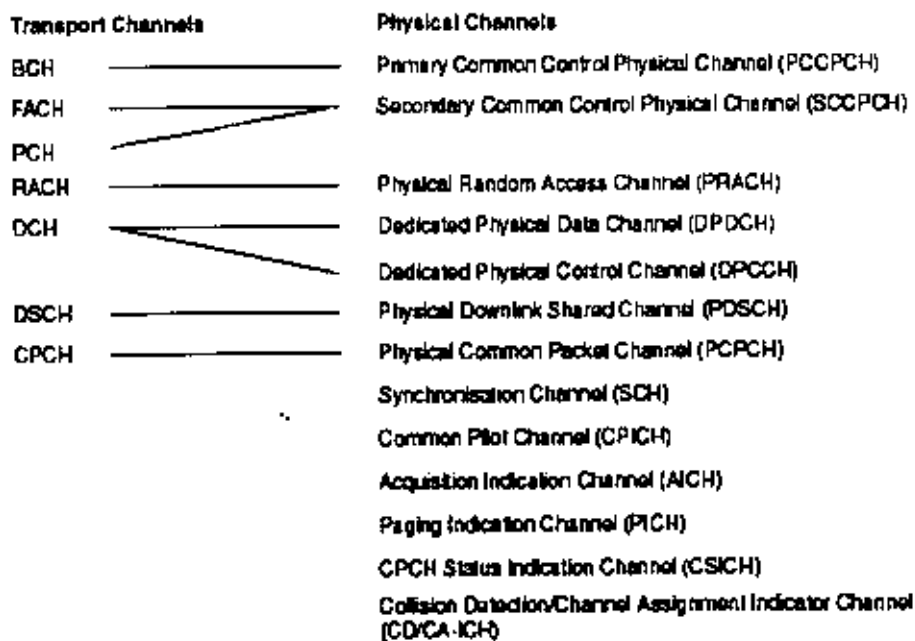 Transport Channels Physical Channels
BCH Primary Common Control Physical Channel (PCCPCH)
FACH Secondary Common Control Physical Channel (SCCPCH)
PCH
RACH Physical Random Access Channel (PRACH)
DCH Dedicated Physical Data Channel (DPDCH)
Dedicated Physical Control Channel (DPCCH)
DSCH Physical Downlink Shared Channel (PDSCH)
CPCH Physical Common Packet Channel (PCPCH)
Synchronisation Channel (SCH)
Common Pilot Channel (CPICH)
Acquisition Indication Channel (AICH)
Paging Indication Channel (PICH)
CPCH Status Indication Channel (CSICH)
Collision Detection/Channel Assignment Indicator Channel
(CD/CA-ICH)